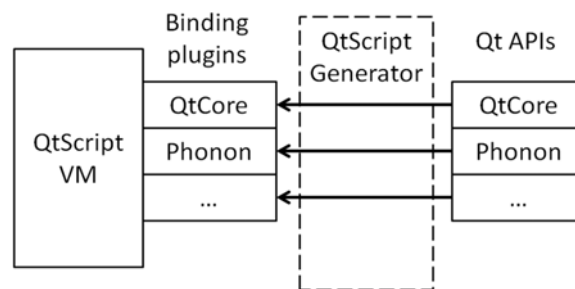 Binding
plugins
QtScript
Generator
Qt APIs
QtScript
VM
QtCore
Phonon
...
QtCore
Phonon
...